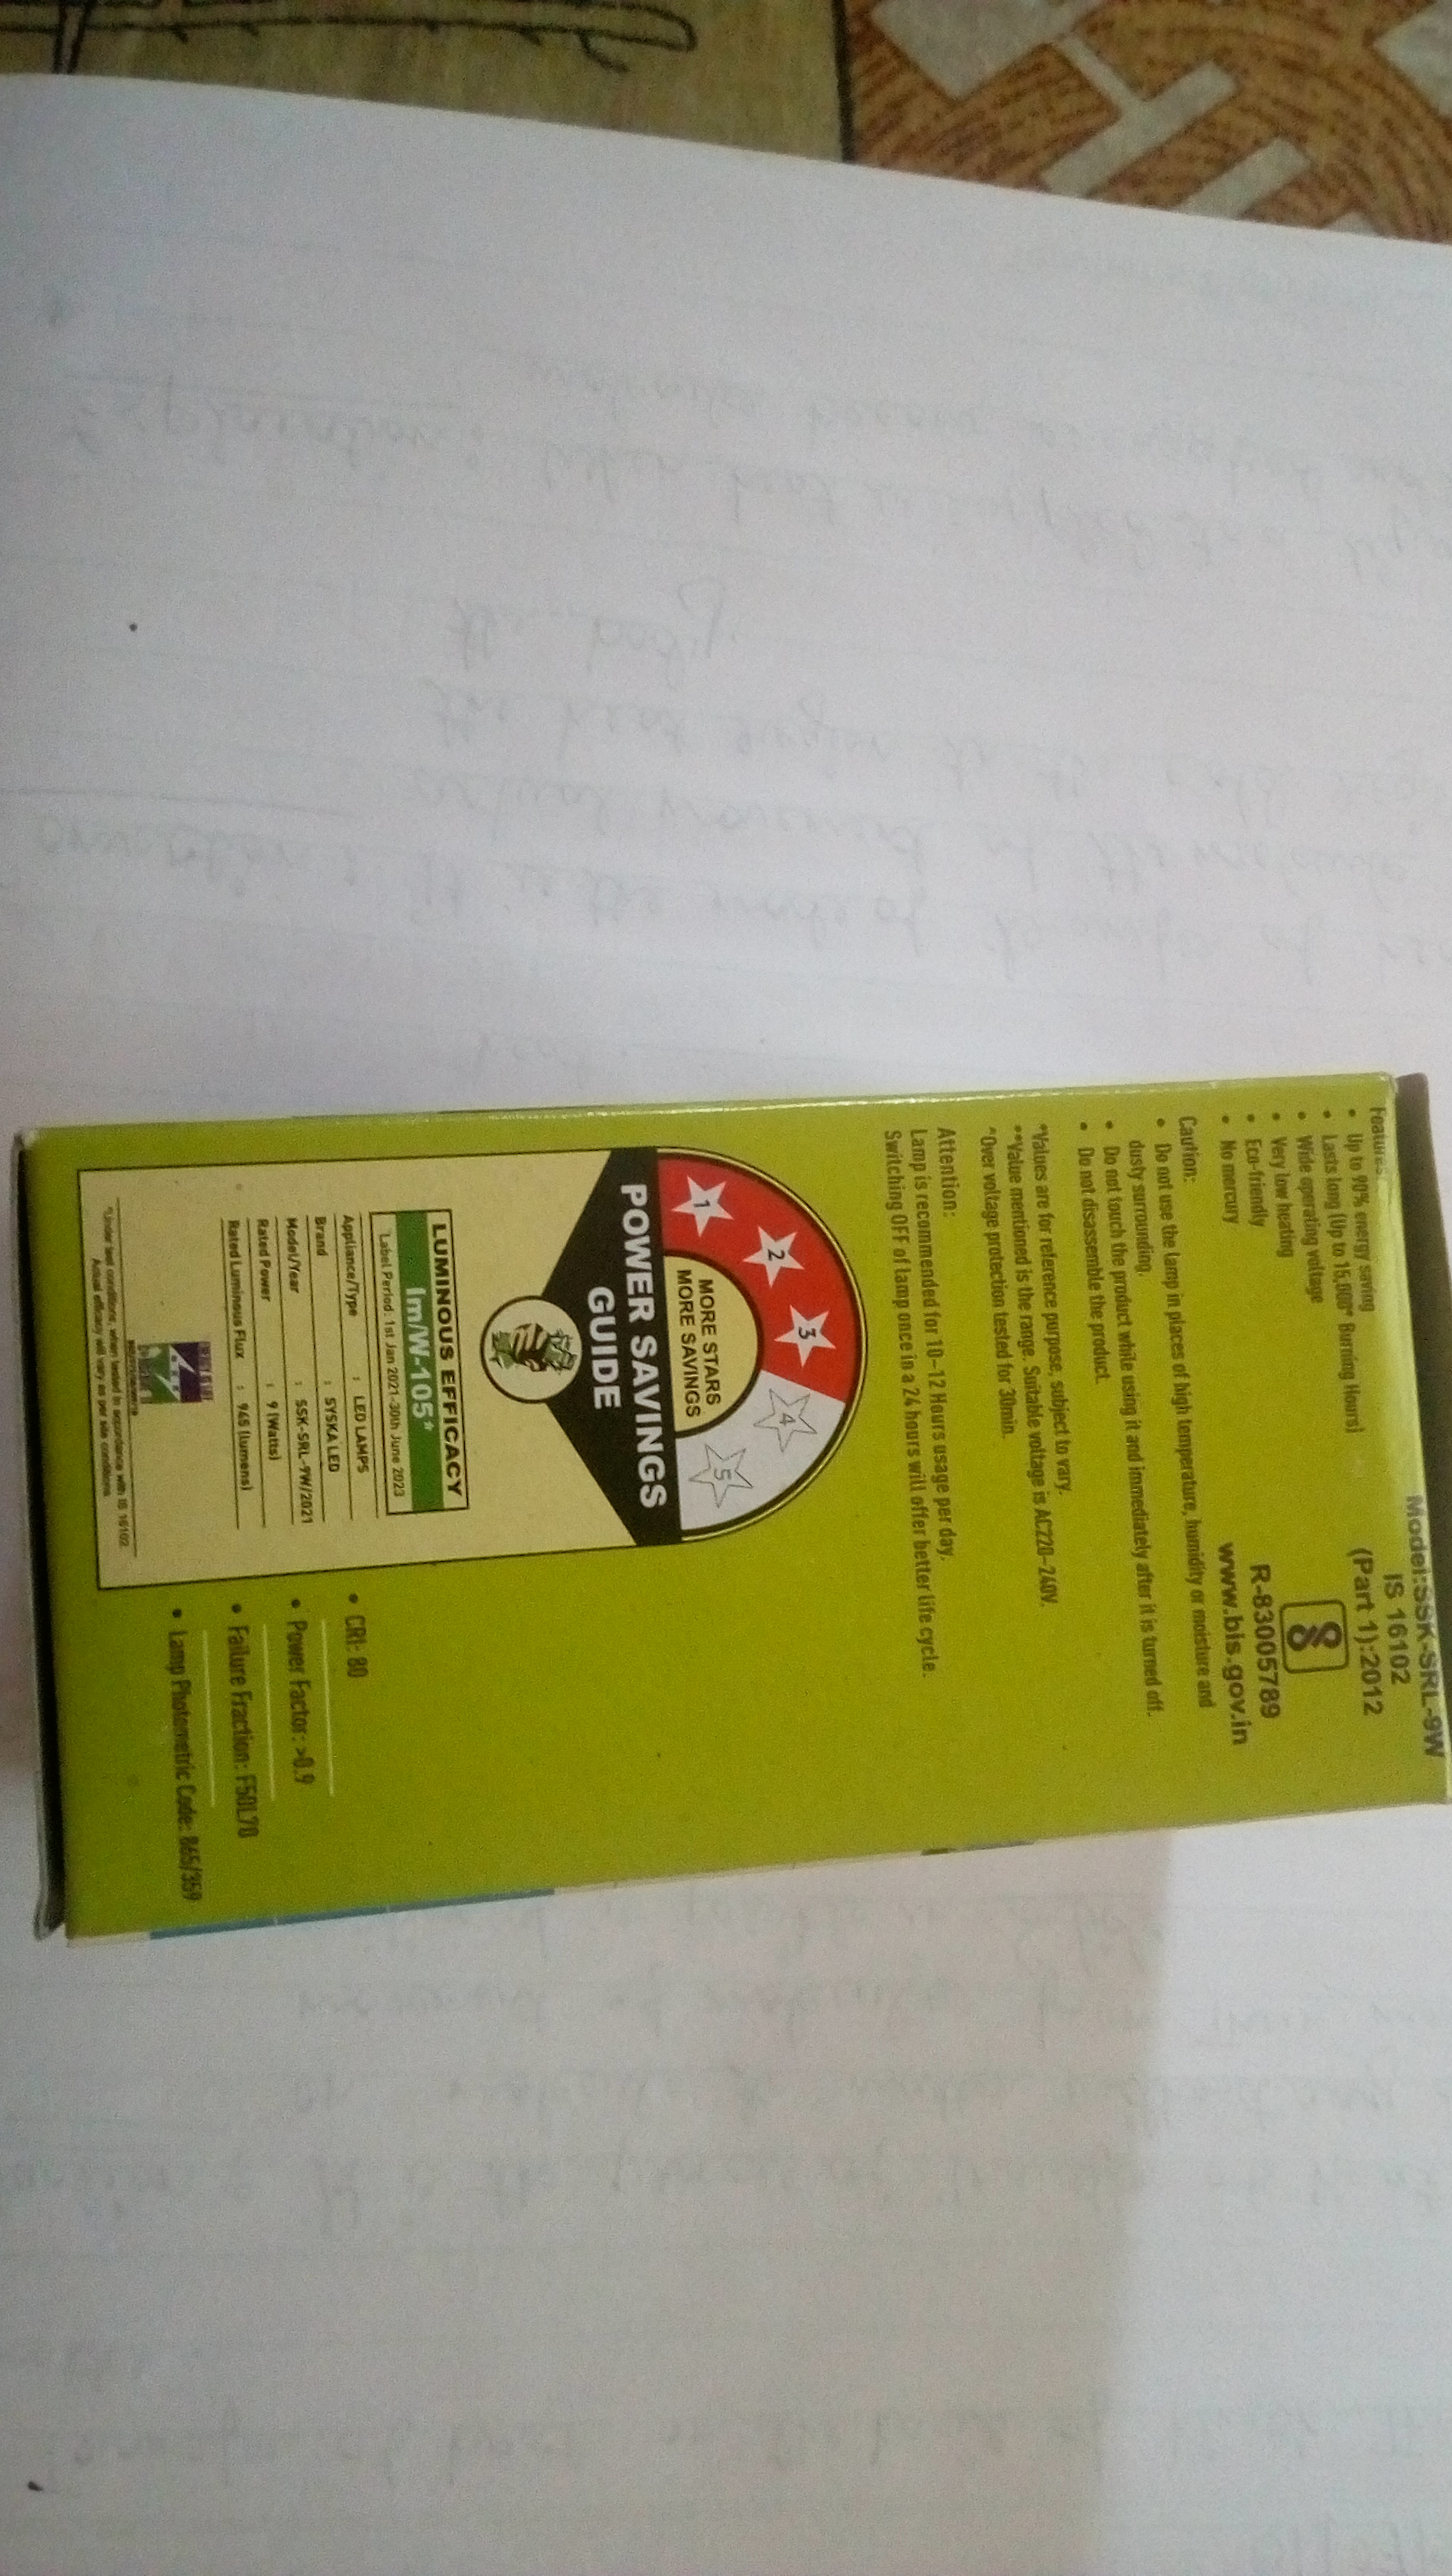 Model:SSK-SRL-9W
IS 16102
(Part 1):2012
R-83005789
www.bis.gov.in
Features:
• Up to 90% energy saving
• Lasts long (Up to 15,000* Burning Hours)
• Wide operating voltage
• Very low heating
• Eco-friendly
• No mercury
Caution:
• Do not use the lamp in places of high temperature, humidity or moisture and
dusty surrounding.
• Do not touch the product while using it and immediately after it is turned off.
• Do not disassemble the product.
*Values are for reference purpose, subject to vary.
**Value mentioned is the range. Suitable voltage is AC220-240V.
^Over voltage protection tested for 30min.
Attention:
Lamp is recommended for 10-12 Hours usage per day.
Switching OFF of lamp once in a 24 hours will offer better life cycle.
1 2 3 4 5
MORE STARS
MORE SAVINGS
POWER SAVINGS
GUIDE
LUMINOUS EFFICACY
lm/W-105*
*Label Period: 1st Jan 2021-30th June 2023
Appliance/Type : LED LAMPS
Brand : SYSKA LED
Model/Year : SSK-SRL-9W/2021
Rated Power : 9 (Watts)
Rated Luminous Flux : 945 (lumens)
*Under test conditions, when tested in accordance with IS 16102.
Actual efficacy will vary as per site conditions
• CRI: 80
• Power Factor: >0.9
• Failure Fraction: F50L70
• Lamp Photometric Code: 865/359